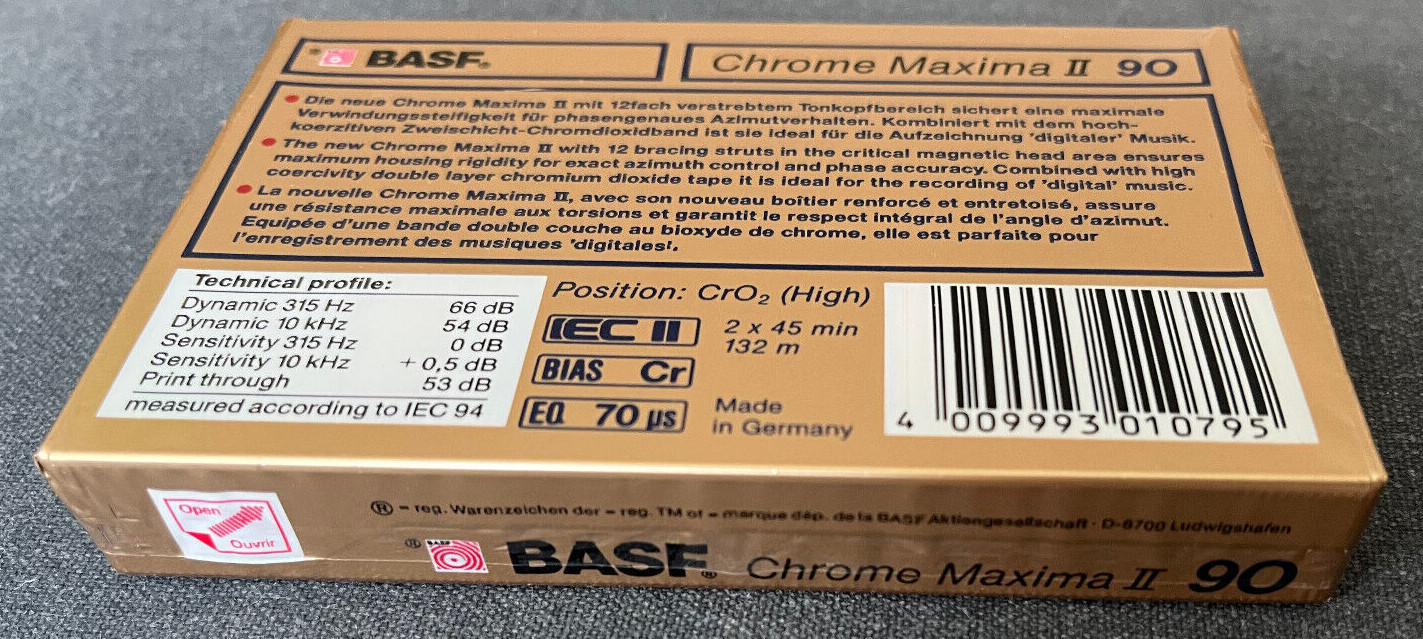 ® BASF®
Chrome Maxima II 90
• Die neue Chrome Maxima II mit 12fach verstrebtem Tonkopfbereich sichert eine maximale
Verwindungssteifigkeit für phasengenaues Azimutverhalten. Kombiniert mit dem hoch-
koerzitiven Zweischicht-Chromdioxidband ist sie ideal für die Aufzeichnung 'digitaler' Musik.
• The new Chrome Maxima II with 12 bracing struts in the critical magnetic head area ensures
maximum housing rigidity for exact azimuth control and phase accuracy. Combined with high
coercivity double layer chromium dioxide tape it is ideal for the recording of 'digital' music.
• La nouvelle Chrome Maxima II, avec son nouveau boîtier renforcé et entretoisé, assure
une résistance maximale aux torsions et garantit le respect intégral de l'angle d'azimut.
Equipée d'une bande double couche au bioxyde de chrome, elle est parfaite pour
l'enregistrement des musiques 'digitales'.
Technical profile:
Dynamic 315 Hz 66 dB
Dynamic 10 kHz 54 dB
Sensitivity 315 Hz 0 dB
Sensitivity 10 kHz + 0,5 dB
Print through 53 dB
measured according to IEC 94
Position: CrO₂ (High)
IEC II
BIAS Cr
EQ 70 µs
2 x 45 min
132 m
Made
in Germany
4 009993 010795
Open
Ouvrir
® = reg. Warenzeichen der = reg. TM of = marque dép. de la BASF Aktiengesellschaft · D-6700 Ludwigshafen
® BASF BASF® Chrome Maxima II 90